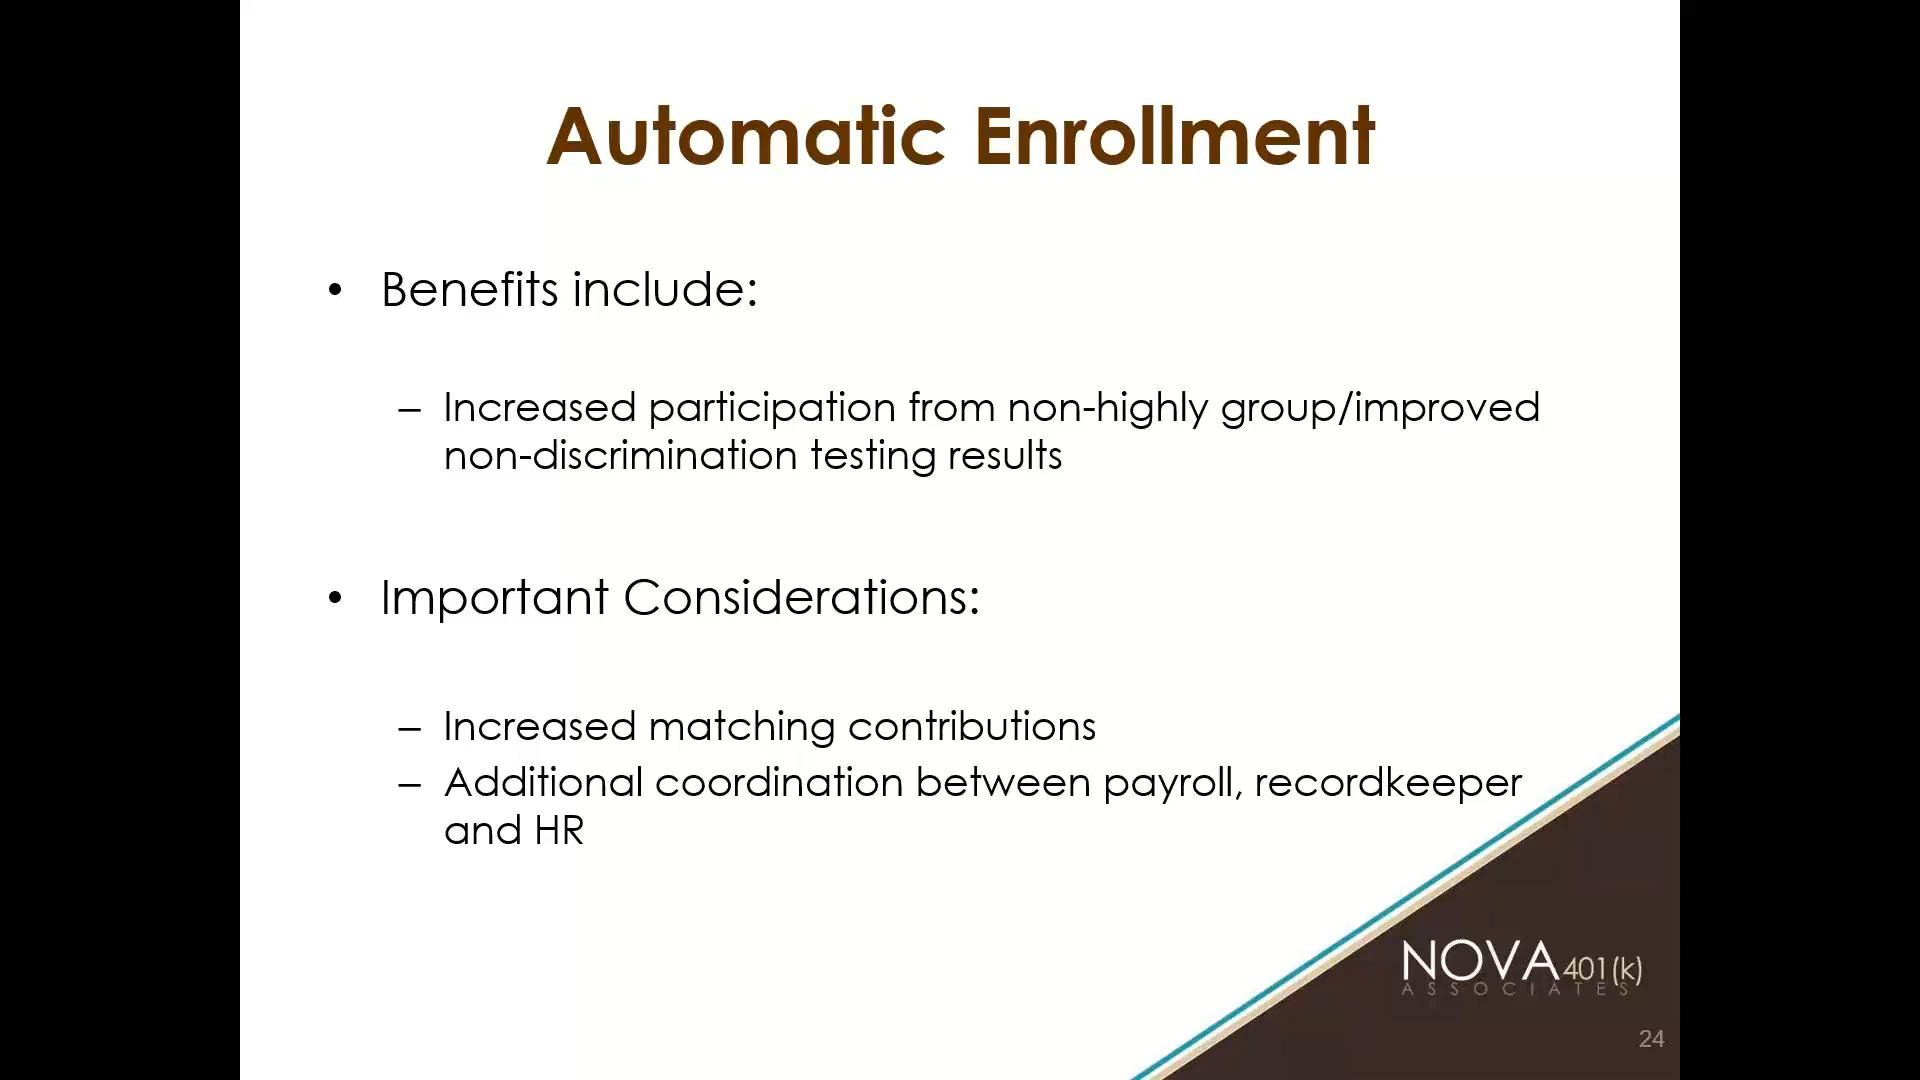 Automatic Enrollment
• Benefits include:
– Increased participation from non-highly group/improved
non-discrimination testing results
• Important Considerations:
– Increased matching contributions
– Additional coordination between payroll, recordkeeper
and HR
NOVA 401(k)
ASSOCIATES
24